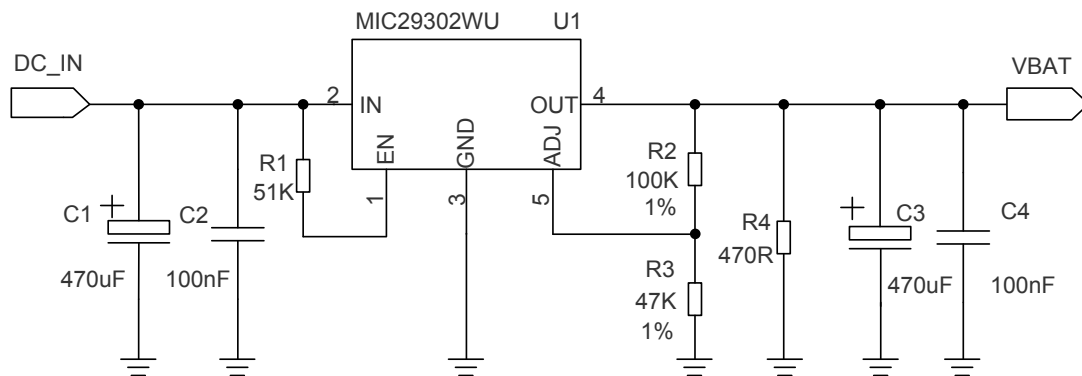 MIC29302WU U1
DC_IN
VBAT
2 IN OUT 4
EN GND ADJ
1 3 5
R1
51K
R2
100K
1%
C1 + C2
470uF 100nF
R3
47K
1%
R4
470R
+ C3 C4
470uF 100nF